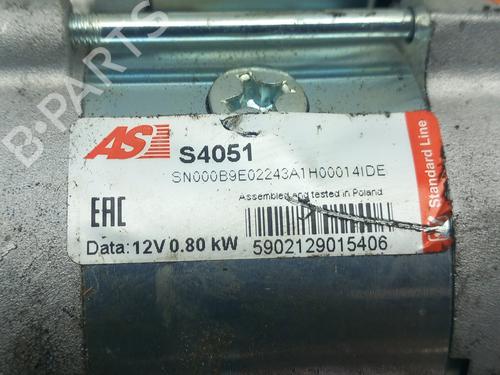 B-PARTS
AS
S4051
SN000B9E02243A1H00014IDE
Assembled and tested in Poland
EAC
Data: 12V 0.80 kW
5902129015406
Standard Line